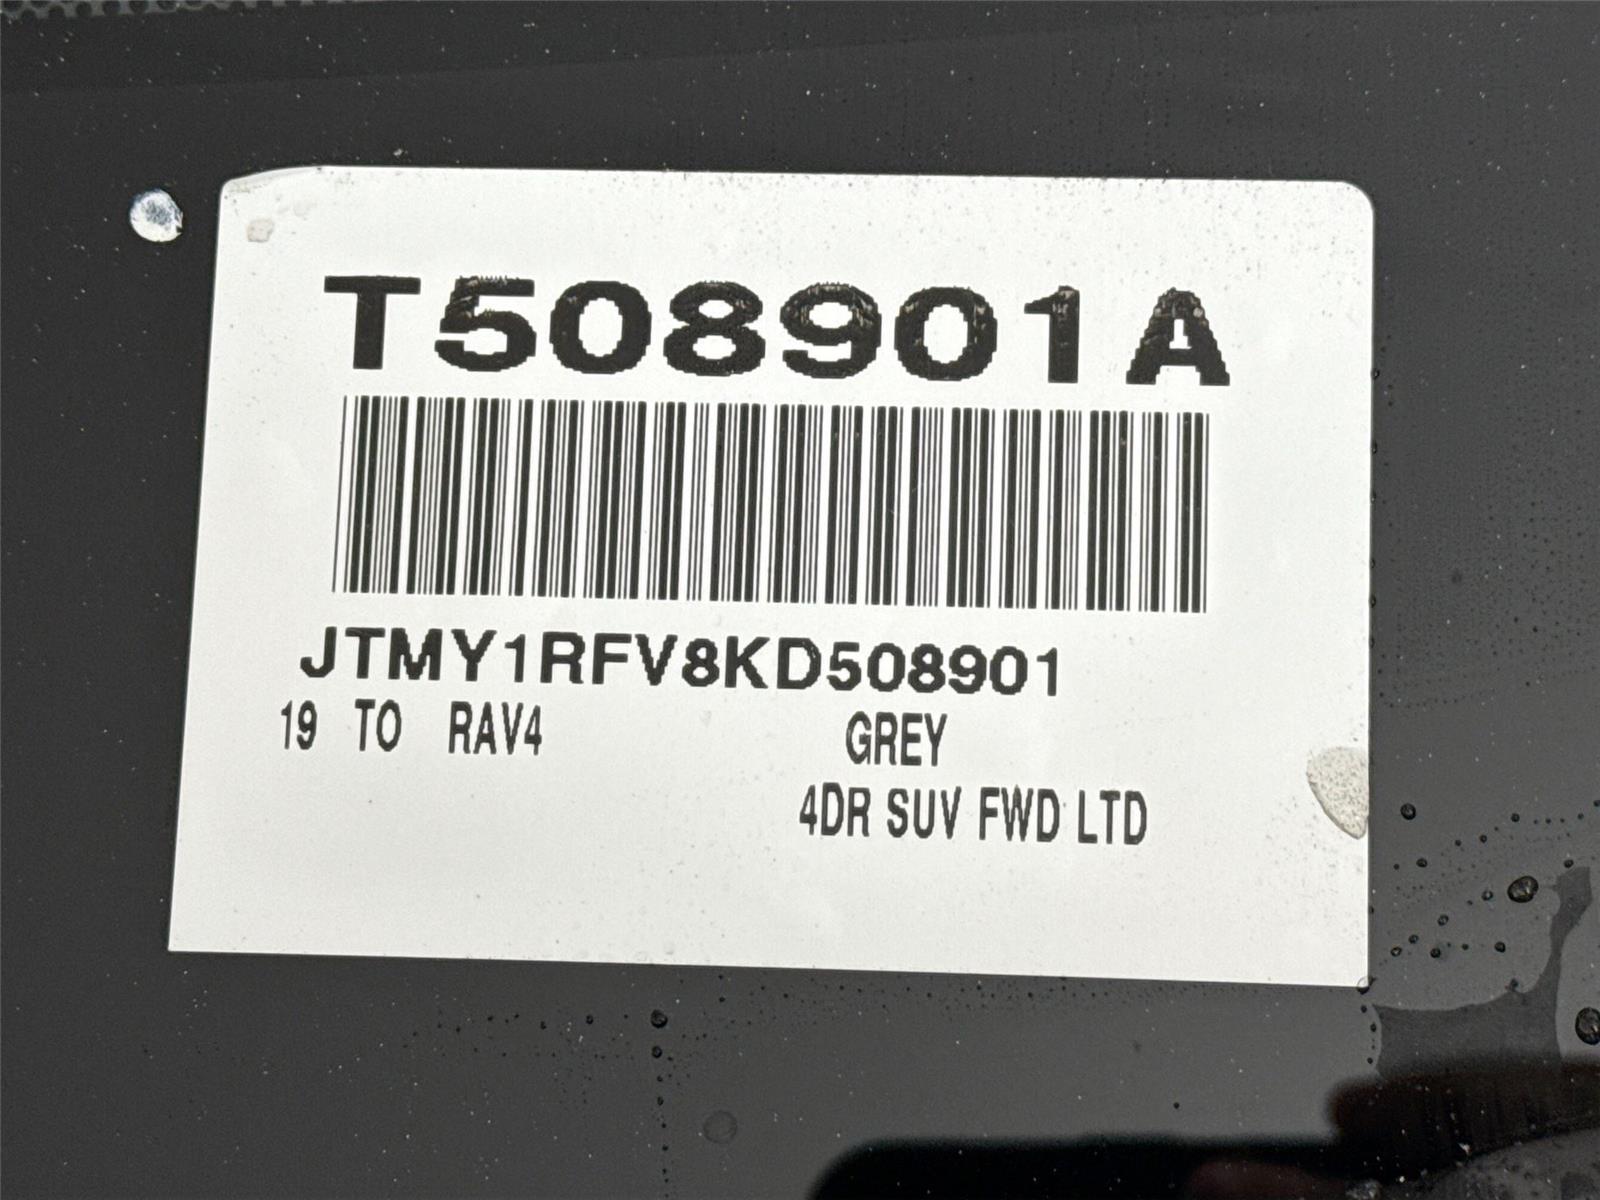 T508901A
JTMY1RFV8KD508901
19 TO RAV4 GREY
4DR SUV FWD LTD